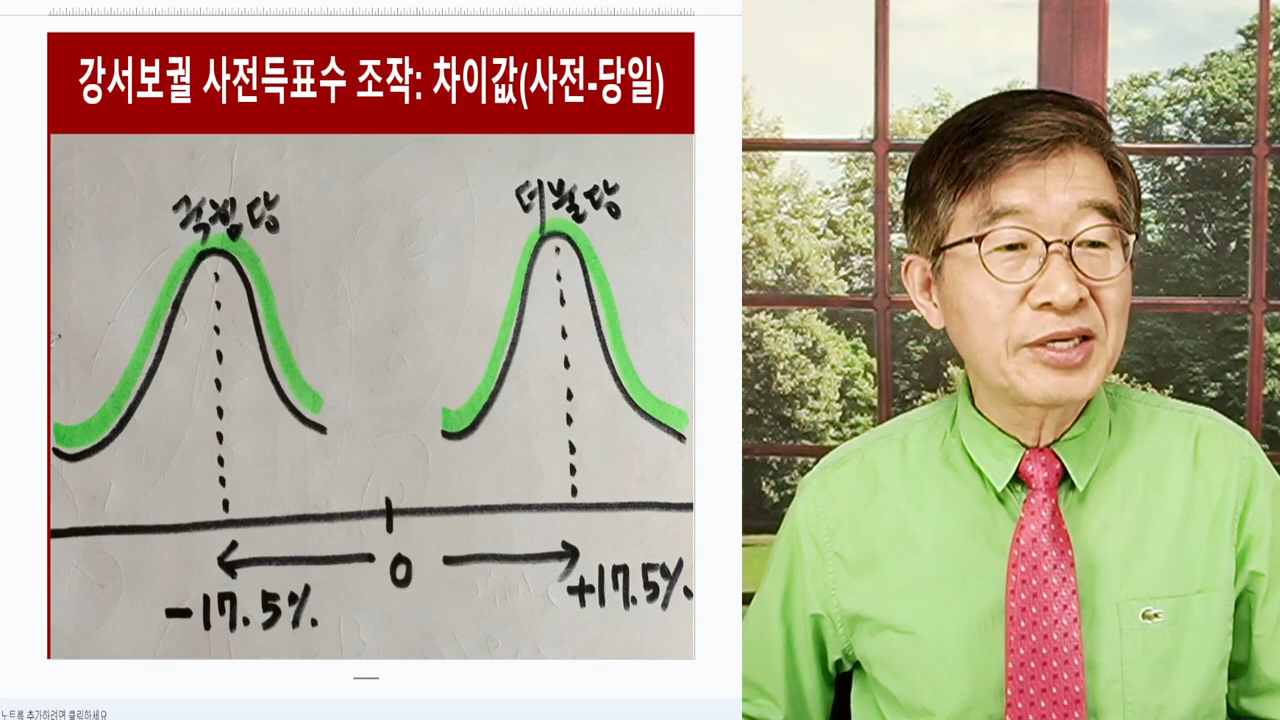 강서보궐 사전득표수 조작: 차이값(사전-당일)
국힘당 더불당
0
-17.5% +17.5%.
노트를 추가하려면 클릭하세요